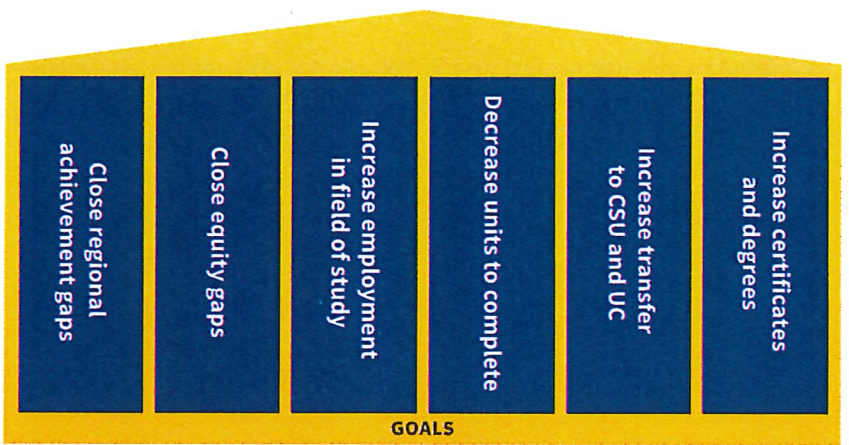 Increase certificates
and degrees
Increase transfer
to CSU and UC
Decrease units to complete
Increase employment
in field of study
Close equity gaps
Close regional
achievement gaps
GOALS